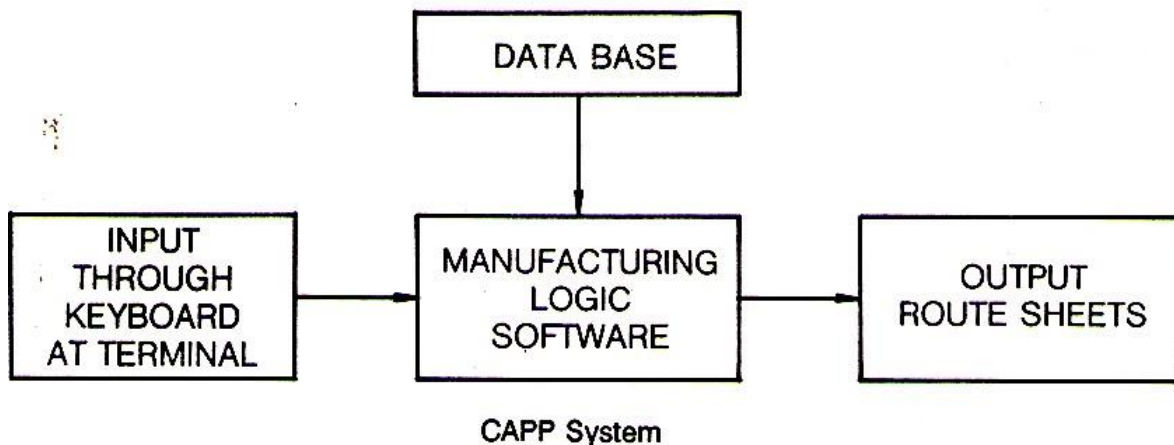 DATA BASE
INPUT
THROUGH
KEYBOARD
AT TERMINAL
MANUFACTURING
LOGIC
SOFTWARE
OUTPUT
ROUTE SHEETS
CAPP System